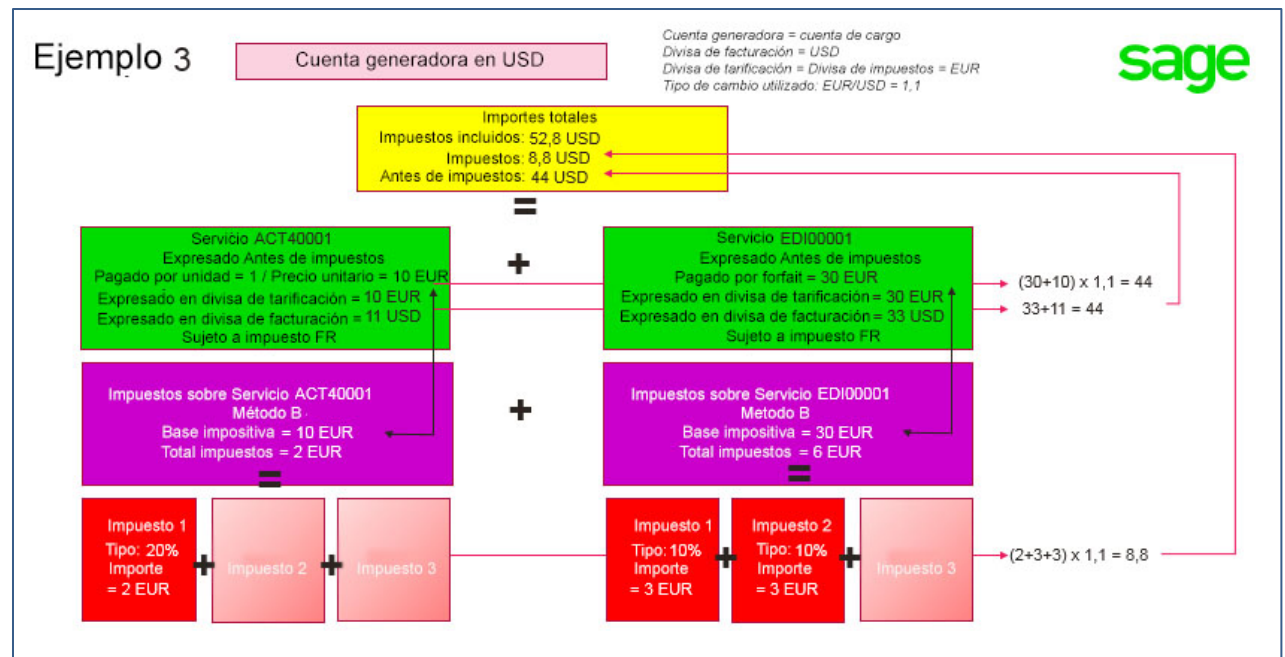 Ejemplo 3
Cuenta generadora en USD
Cuenta generadora = cuenta de cargo
Divisa de facturación = USD
Divisa de tarificación = Divisa de impuestos = EUR
Tipo de cambio utilizado: EUR/USD = 1,1
sage
Importes totales
Impuestos incluidos: 52,8 USD
Impuestos: 8,8 USD
Antes de impuestos: 44 USD
=
Servicio ACT40001
Expresado Antes de impuestos
Pagado por unidad = 1 / Precio unitario = 10 EUR
Expresado en divisa de tarificación = 10 EUR
Expresado en divisa de facturación = 11 USD
Sujeto a impuesto FR
+
Servicio EDI00001
Expresado Antes de impuestos
Pagado por forfait = 30 EUR
Expresado en divisa de tarificación = 30 EUR
Expresado en divisa de facturación = 33 USD
Sujeto a impuesto FR
(30+10) x 1,1 = 44
33+11 = 44
Impuestos sobre Servicio ACT40001
Método B
Base impositiva = 10 EUR
Total impuestos = 2 EUR
=
+
Impuestos sobre Servicio EDI00001
Metodo B
Base impositiva = 30 EUR
Total impuestos = 6 EUR
=
Impuesto 1
Tipo: 20%
Importe
= 2 EUR
+
Impuesto 2
+
Impuesto 3
Impuesto 1
Tipo: 10%
Importe
= 3 EUR
+
Impuesto 2
Tipo: 10%
Importe
= 3 EUR
+
Impuesto 3
(2+3+3) x 1,1 = 8,8